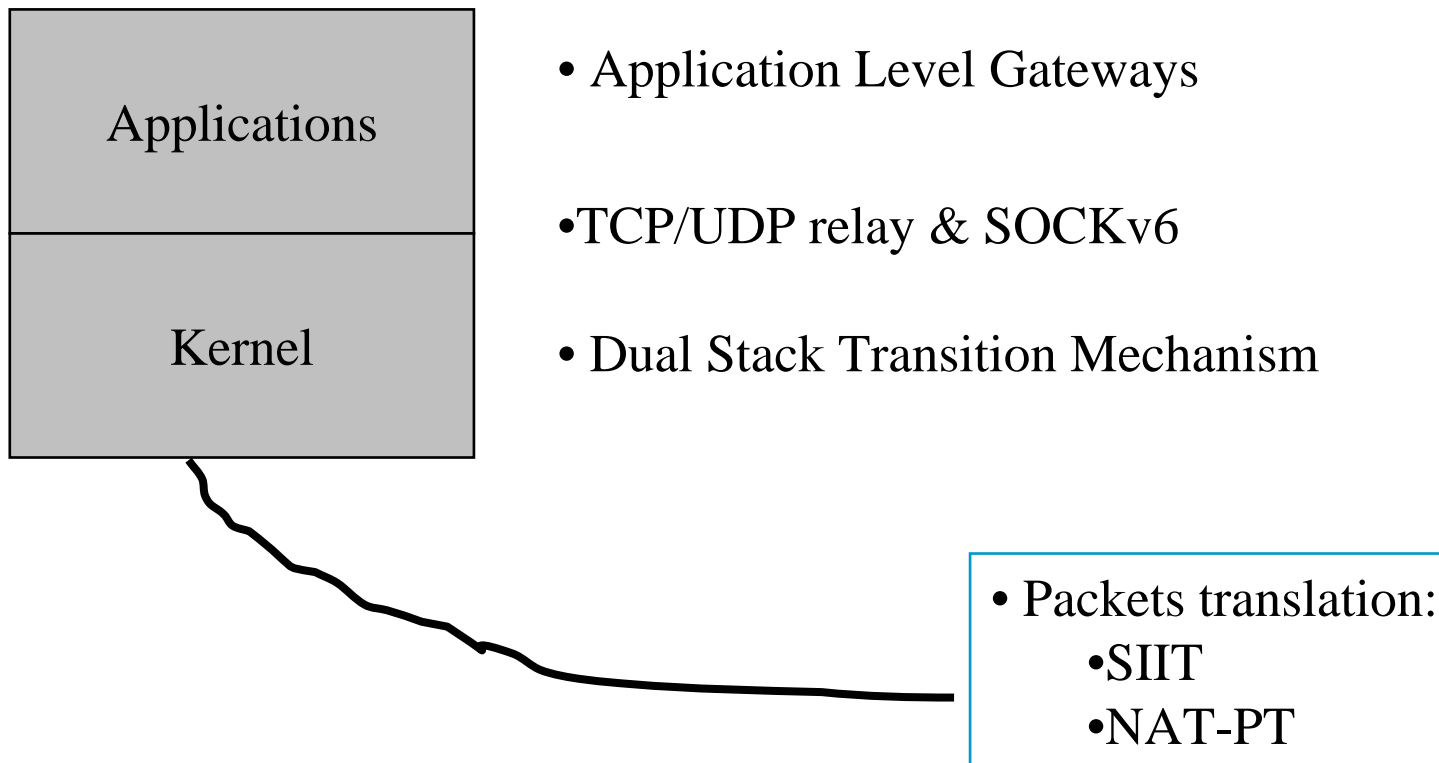 Applications
• Application Level Gateways
•TCP/UDP relay & SOCKv6
Kernel
• Dual Stack Transition Mechanism
• Packets translation:
•SIIT
•NAT-PT